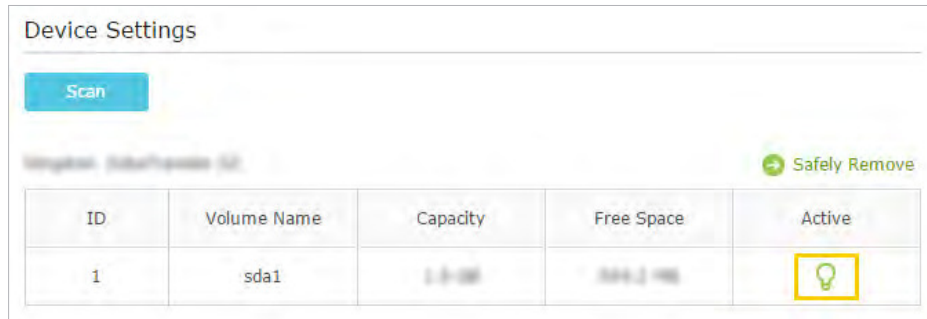 Device Settings
Scan
Safely Remove
ID Volume Name Capacity Free Space Active
1 sda1